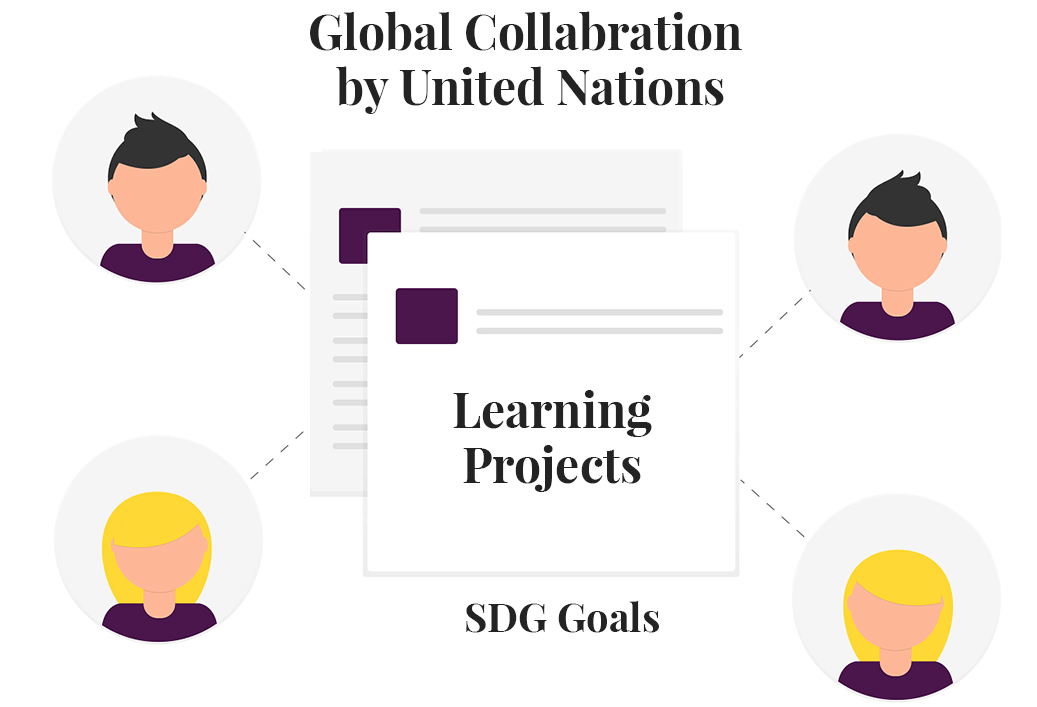 Global Collabration
by United Nations
Learning
Projects
SDG Goals